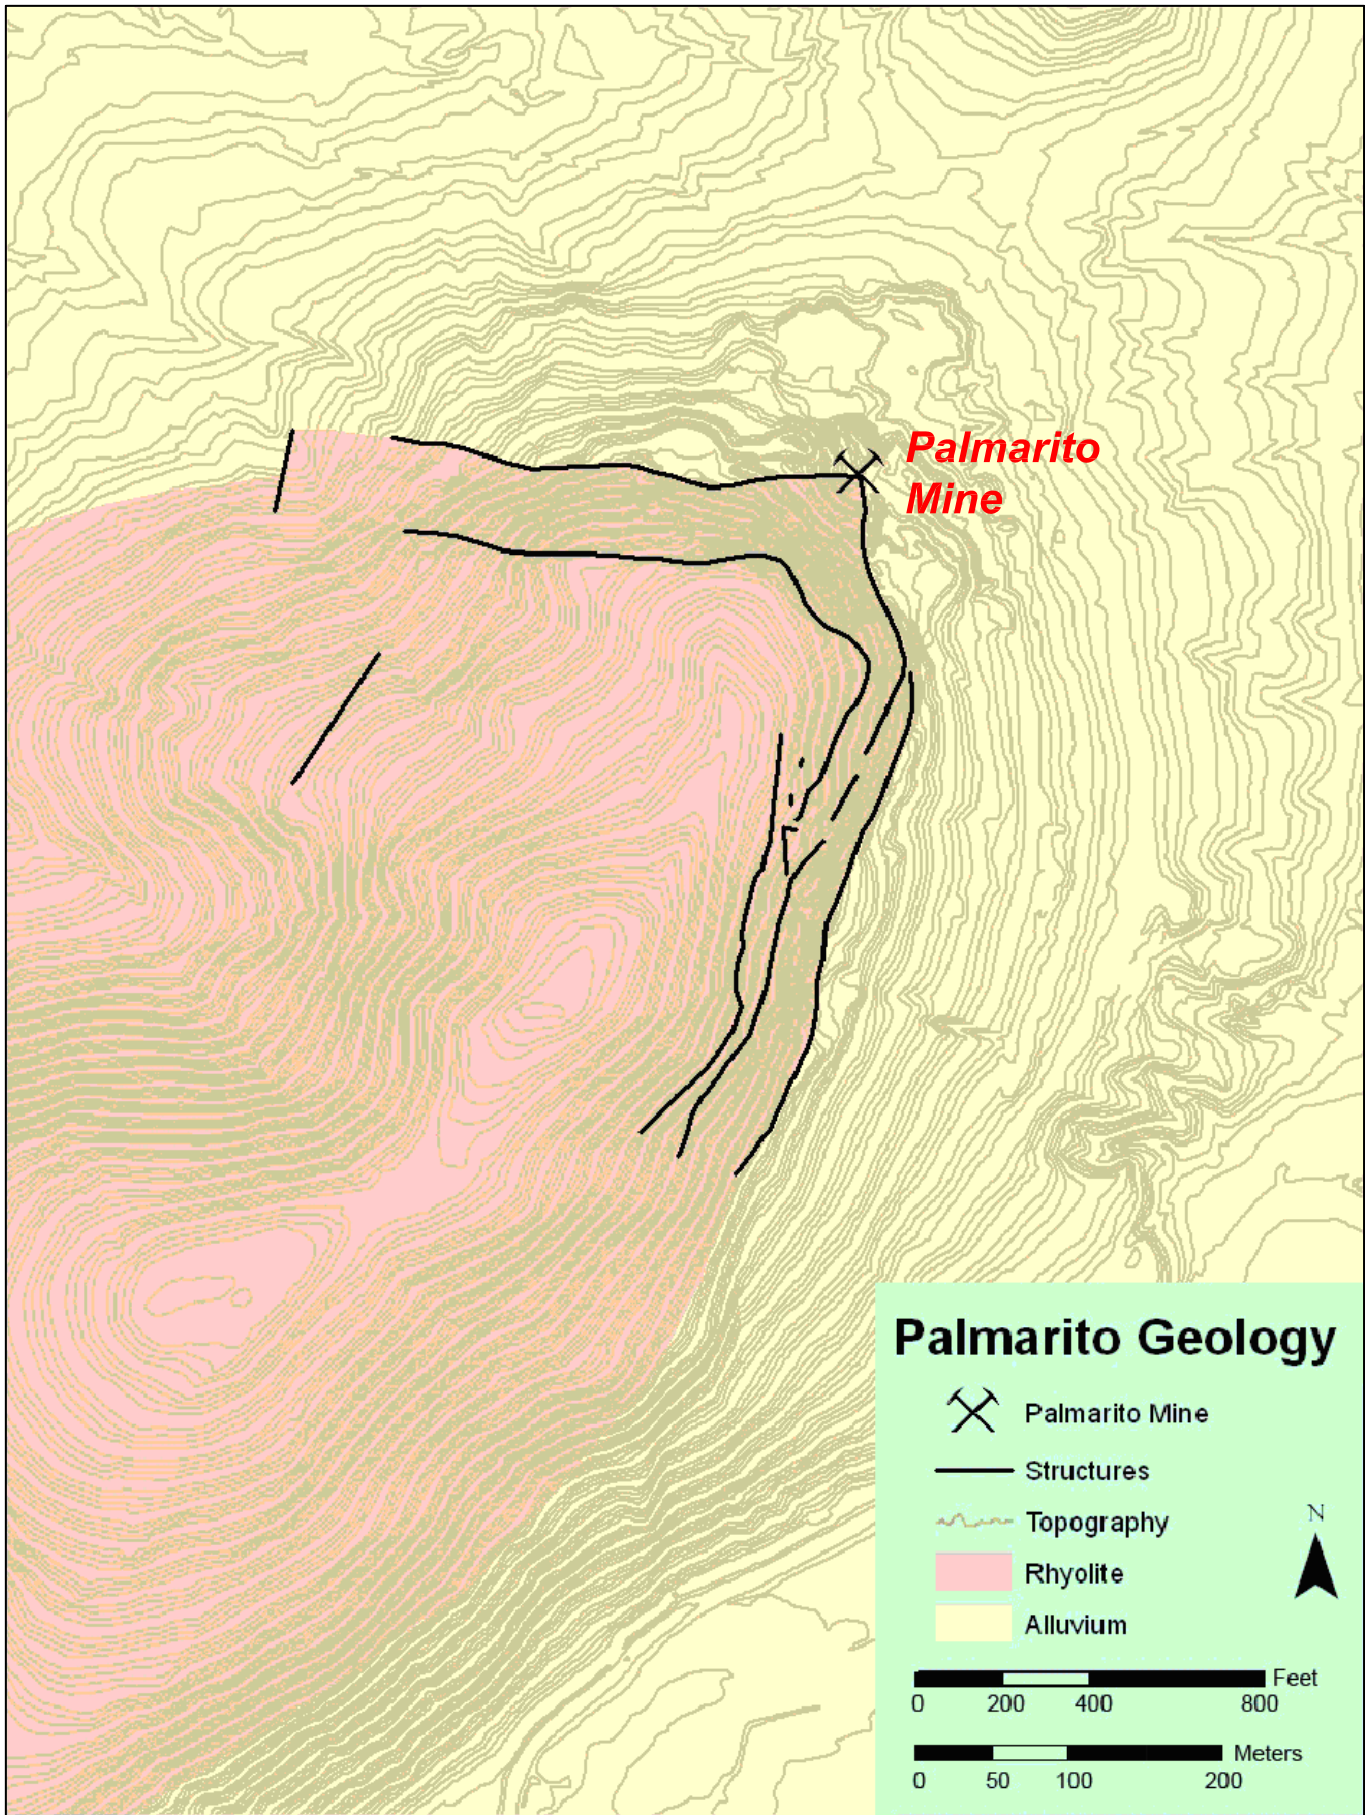 Palmarito
Mine
Palmarito Geology
Palmarito Mine
Structures
Topography
Rhyolite
Alluvium
N
Feet
0 200 400 800
Meters
0 50 100 200